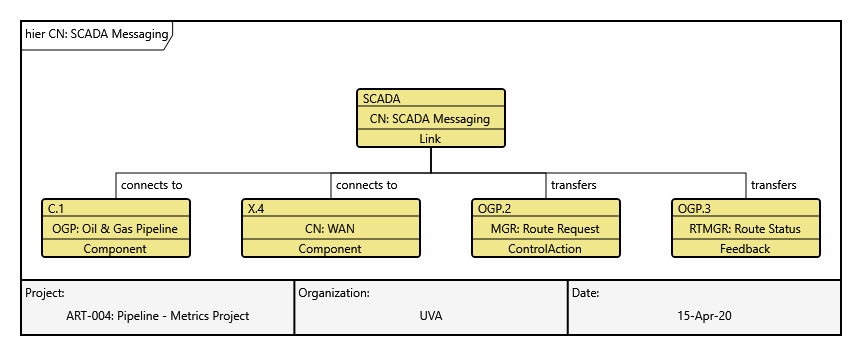 hier CN: SCADA Messaging
SCADA
CN: SCADA Messaging
Link
connects to
connects to
transfers
transfers
C.1
OGP: Oil & Gas Pipeline
Component
X.4
CN: WAN
Component
OGP.2
MGR: Route Request
ControlAction
OGP.3
RTMGR: Route Status
Feedback
Project:
ART-004: Pipeline - Metrics Project
Organization:
UVA
Date:
15-Apr-20